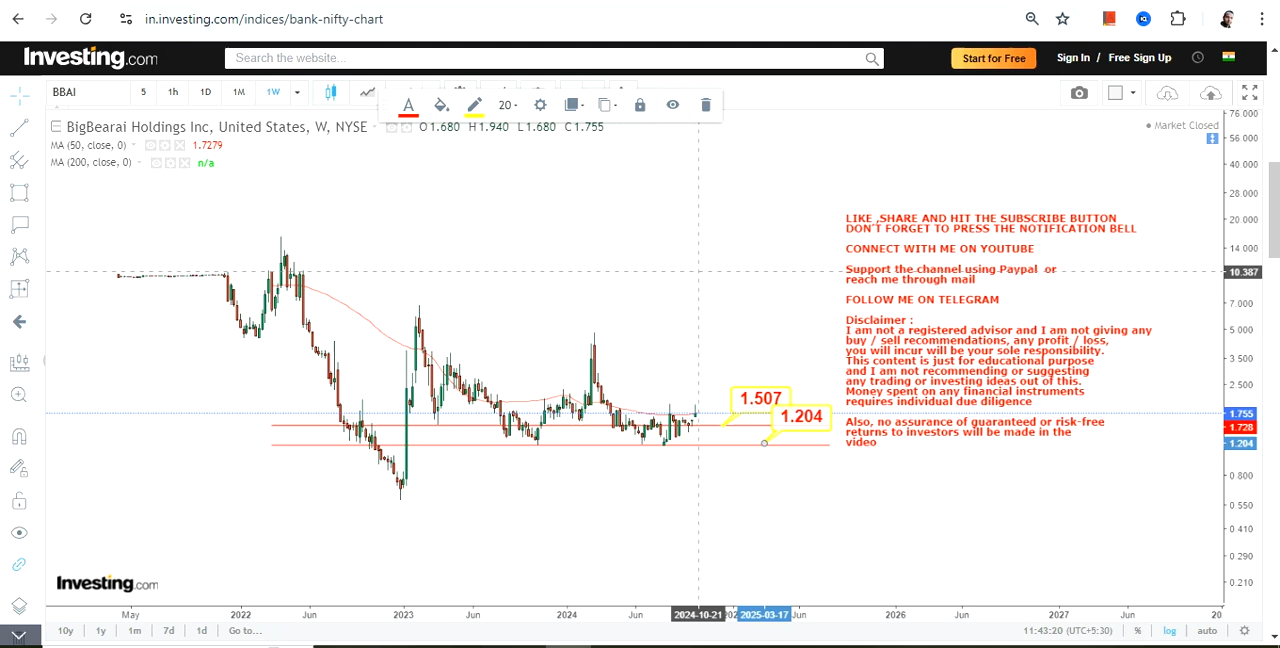 in.investing.com/indices/bank-nifty-chart
Investing.com
Search the website...
Start for Free
Sign In / Free Sign Up
BBAI
5
1h
1D
1M
1W
A
20
BigBearai Holdings Inc, United States, W, NYSE
O 1.680 H 1.940 L 1.680 C 1.755
Market Closed
MA (50, close, 0)
1.7279
MA (200, close, 0)
n/a
LIKE ,SHARE AND HIT THE SUBSCRIBE BUTTON
DON'T FORGET TO PRESS THE NOTIFICATION BELL
CONNECT WITH ME ON YOUTUBE
Support the channel using Paypal or
reach me through mail
FOLLOW ME ON TELEGRAM
Disclaimer :
I am not a registered advisor and I am not giving any
buy / sell recommendations, any profit / loss,
you will incur will be your sole responsibility.
This content is just for educational purpose
and I am not recommending or suggesting
any trading or investing ideas out of this.
Money spent on any financial instruments
requires individual due diligence
Also, no assurance of guaranteed or risk-free
returns to investors will be made in the
video
1.507
1.204
76.000
56.000
40.000
28.000
20.000
14.000
10.387
7.000
5.000
3.500
2.500
1.755
1.728
1.204
0.800
0.550
0.410
0.290
0.210
Investing.com
May
2022
Jun
2023
Jun
2024
Jun
2024-10-21
2025-03-17
Jun
2026
Jun
2027
Jun
20
10y
1y
1m
7d
1d
Go to...
11:43:20 (UTC+5:30)
%
log
auto